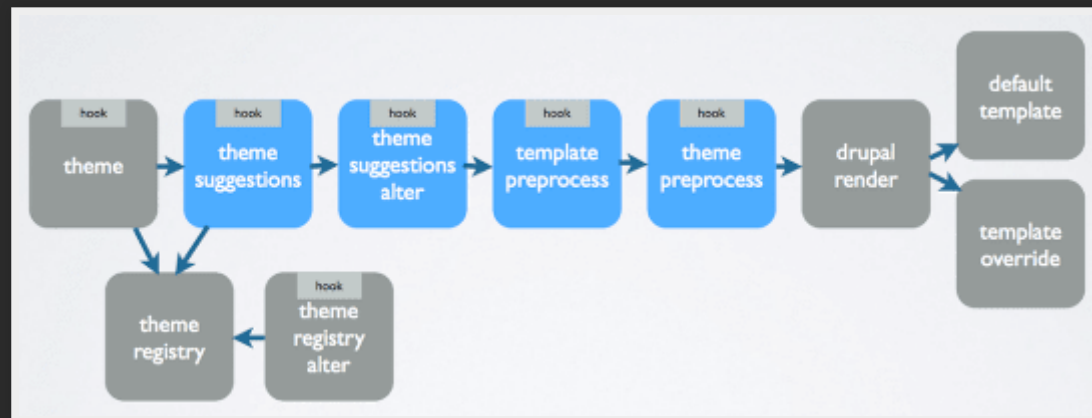 hook
theme
hook
theme
suggestions
hook
theme
suggestions
alter
hook
template
preprocess
hook
theme
preprocess
drupal
render
default
template
template
override
theme
registry
hook
theme
registry
alter